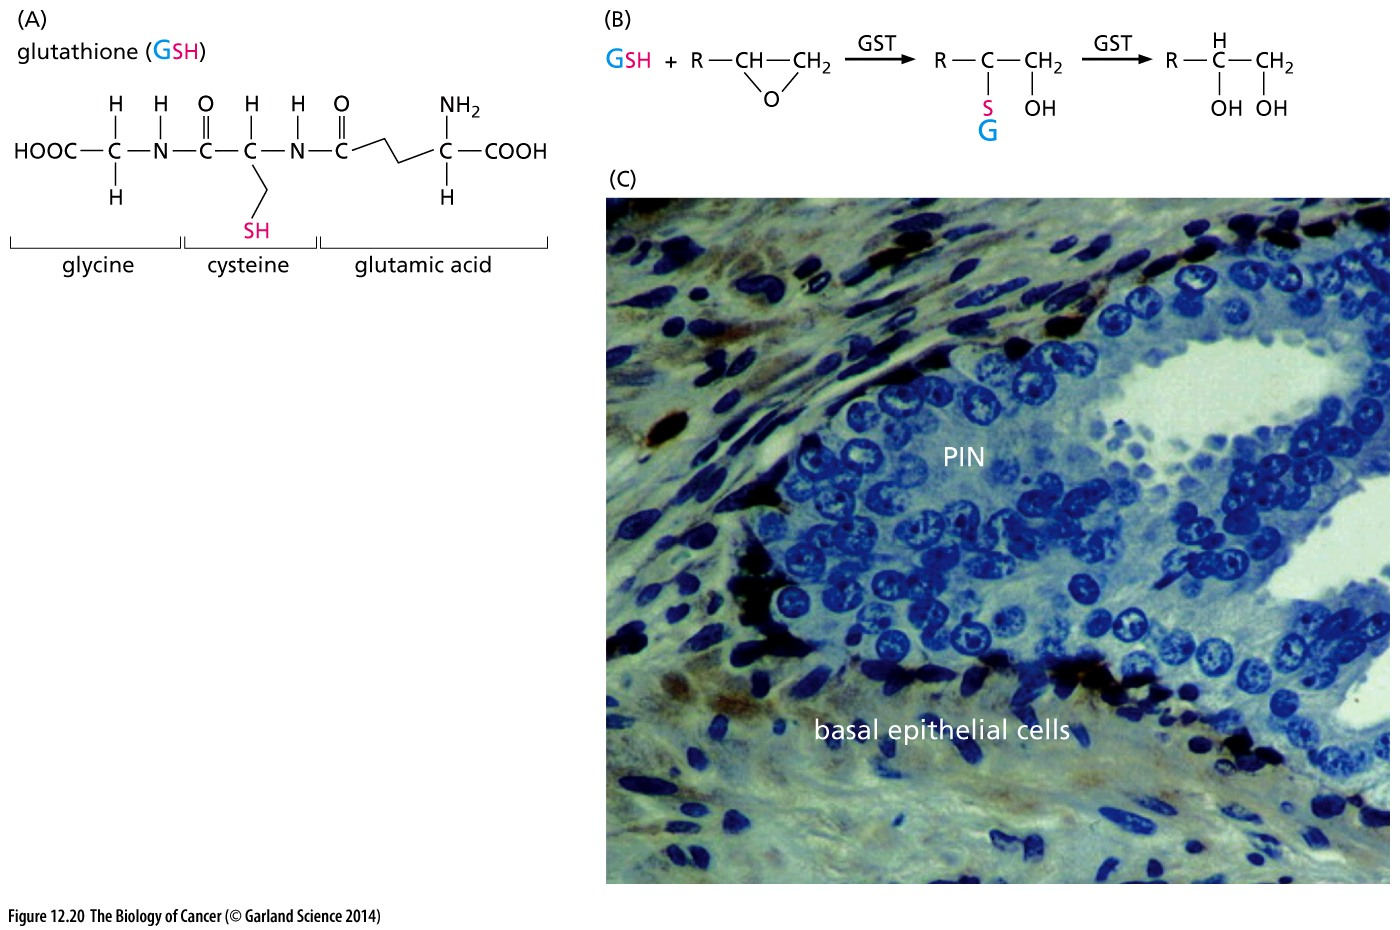 (A)
glutathione (GSH)
H H O H H O NH₂
HOOC C N C C N C C COOH
H H
SH
glycine cysteine glutamic acid
(B)
GSH + R CH CH₂ GST R C CH₂ GST R C CH₂
H
O S OH OH OH
G
(C)
PIN
basal epithelial cells
Figure 12.20 The Biology of Cancer (© Garland Science 2014)